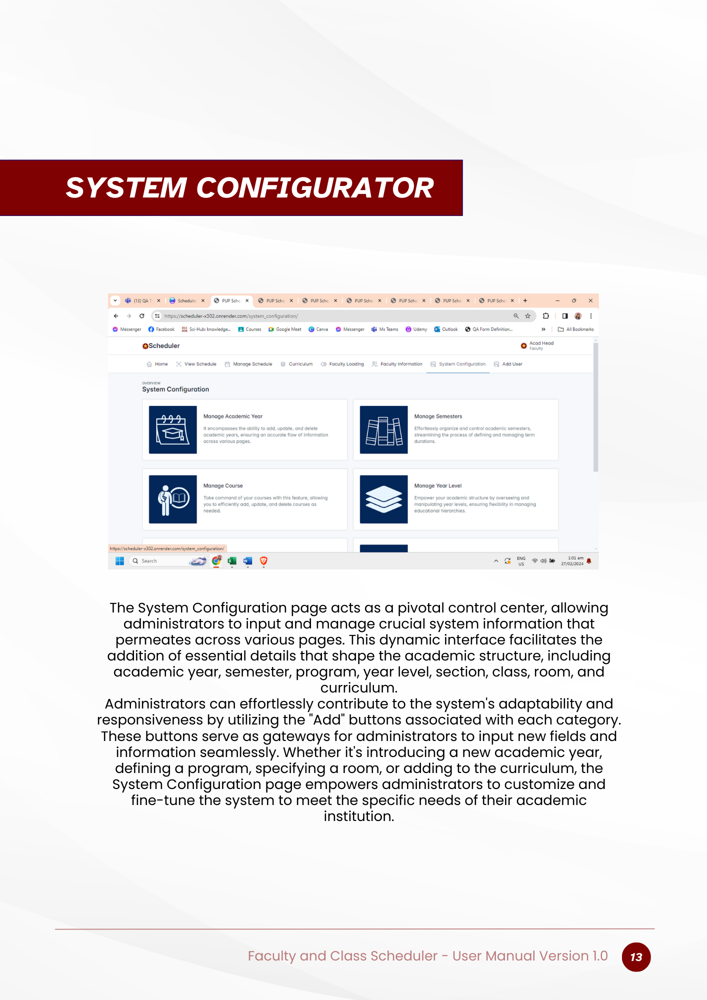 SYSTEM CONFIGURATOR
(13) QA T
Schedule
PUP Sche
PUP Sche
PUP Sche
PUP Sche
PUP Sche
PUP Sche
PUP Sche
https://scheduler-x302.onrender.com/system_configuration/
Messenger
Facebook
Sci-Hub: knowledge...
Courses
Google Meet
Canva
Messenger
Ms Teams
Udemy
Outlook
QA Form Definition...
All Bookmarks
Scheduler
Acad Head
Faculty
Home
View Schedule
Manage Schedule
Curriculum
Faculty Loading
Faculty Information
System Configuration
Add User
OVERVIEW
System Configuration
Manage Academic Year
It encompasses the ability to add, update, and delete
academic years, ensuring an accurate flow of information
across various pages.
Manage Semesters
Effortlessly organize and control academic semesters,
streamlining the process of defining and managing term
durations.
Manage Course
Take command of your courses with this feature, allowing
you to efficiently add, update, and delete courses as
needed.
Manage Year Level
Empower your academic structure by overseeing and
manipulating year levels, ensuring flexibility in managing
educational hierarchies.
https://scheduler-x302.onrender.com/system_configuration/
Search
ENG
US
1:01 am
27/02/2024
The System Configuration page acts as a pivotal control center, allowing
administrators to input and manage crucial system information that
permeates across various pages. This dynamic interface facilitates the
addition of essential details that shape the academic structure, including
academic year, semester, program, year level, section, class, room, and
curriculum.
Administrators can effortlessly contribute to the system's adaptability and
responsiveness by utilizing the "Add" buttons associated with each category.
These buttons serve as gateways for administrators to input new fields and
information seamlessly. Whether it's introducing a new academic year,
defining a program, specifying a room, or adding to the curriculum, the
System Configuration page empowers administrators to customize and
fine-tune the system to meet the specific needs of their academic
institution.
Faculty and Class Scheduler - User Manual Version 1.0
13